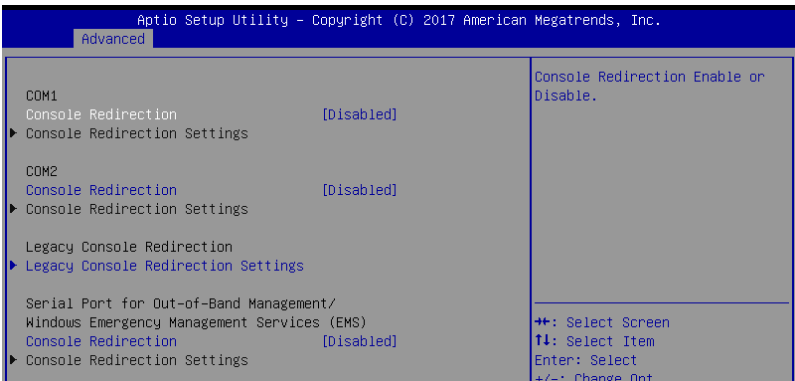 Aptio Setup Utility – Copyright (C) 2017 American Megatrends, Inc.
Advanced
COM1
Console Redirection [Disabled]
Console Redirection Settings
COM2
Console Redirection [Disabled]
Console Redirection Settings
Legacy Console Redirection
Legacy Console Redirection Settings
Serial Port for Out-of-Band Management/
Windows Emergency Management Services (EMS)
Console Redirection [Disabled]
Console Redirection Settings
Console Redirection Enable or
Disable.
→←: Select Screen
↑↓: Select Item
Enter: Select
+/-: Change Opt.